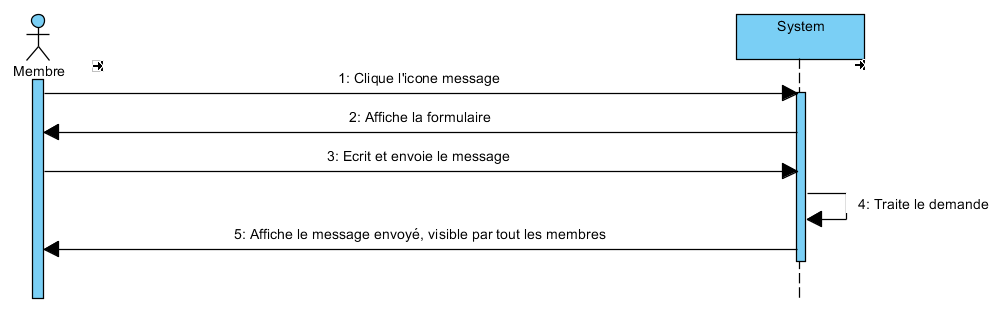 System
Membre
1: Clique l'icone message
2: Affiche la formulaire
3: Ecrit et envoie le message
4: Traite le demande
5: Affiche le message envoyé, visible par tout les membres